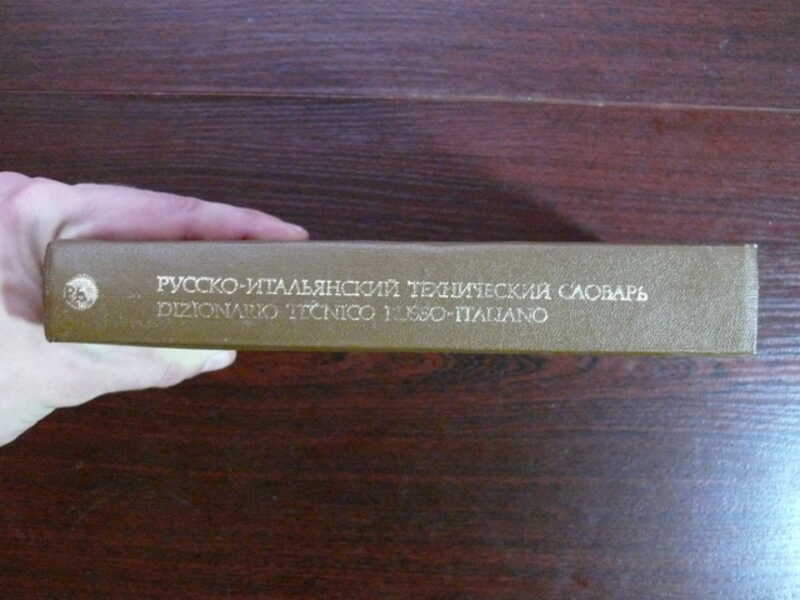 РУССКО-ИТАЛЬЯНСКИЙ ТЕХНИЧЕСКИЙ СЛОВАРЬ
DIZIONARIO TECNICO RUSSO-ITALIANO